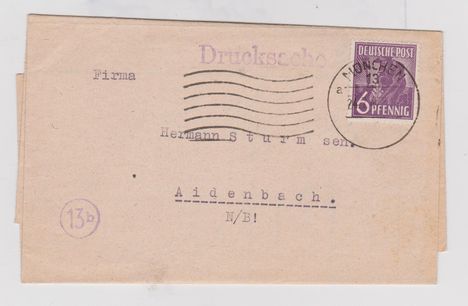 Drucksache
DEUTSCHE POST
MÜNCHEN
13
a
6 PFENNIG
Firma
Hermann Sturm sen.
Aidenbach.
13b
N/B!